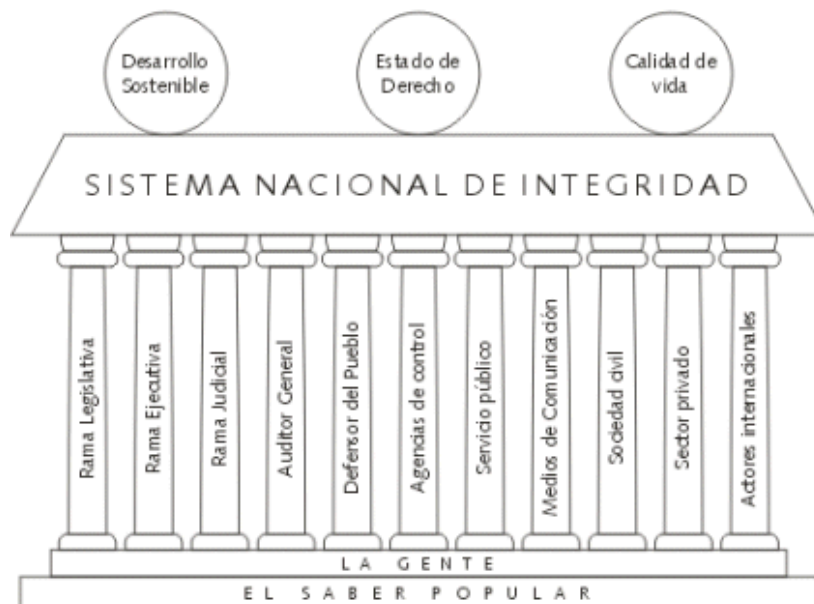 Desarrollo
Sostenible
Estado de
Derecho
Calidad de
vida
SISTEMA NACIONAL DE INTEGRIDAD
Rama Legislativa
Rama Ejecutiva
Rama Judicial
Auditor General
Defensor del Pueblo
Agencias de control
Servicio público
Medios de Comunicación
Sociedad civil
Sector privado
Actores internacionales
LA GENTE
EL SABER POPULAR